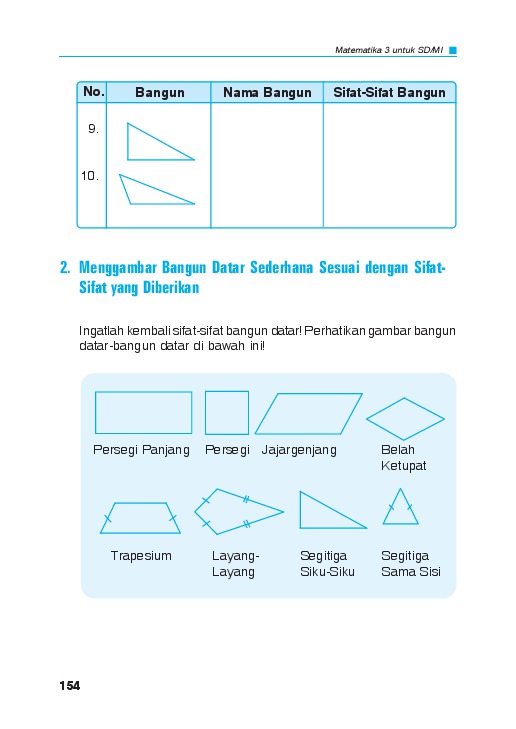 Matematika 3 untuk SD/MI
No. Bangun Nama Bangun Sifat-Sifat Bangun
9.
10.
2. Menggambar Bangun Datar Sederhana Sesuai dengan Sifat-
Sifat yang Diberikan
Ingatlah kembali sifat-sifat bangun datar! Perhatikan gambar bangun
datar-bangun datar di bawah ini!
Persegi Panjang Persegi Jajargenjang Belah
Ketupat
Trapesium Layang- Segitiga Segitiga
Layang Siku-Siku Sama Sisi
154